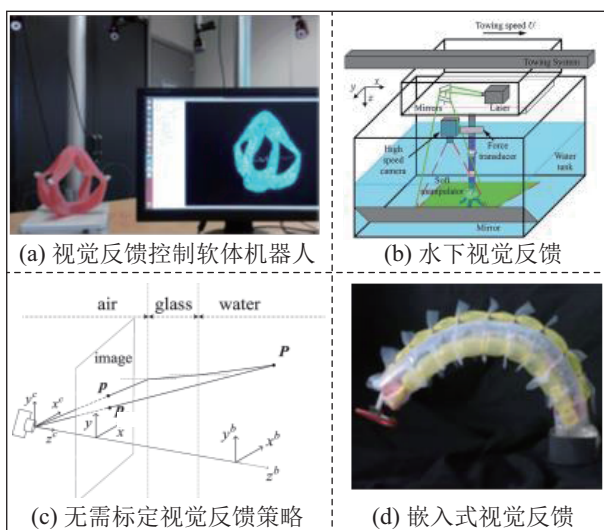 (a) 视觉反馈控制软体机器人
Towing speed U
Towing System
x
y
z
Mirrors
Laser
High
speed
camera
Force
transducer
Water
tank
Soft
manipulator
Mirror
(b) 水下视觉反馈
air
glass
water
image
P
p
P
y^c
x^c
z^c
y
x
y^b
x^b
z^b
(c) 无需标定视觉反馈策略
(d) 嵌入式视觉反馈